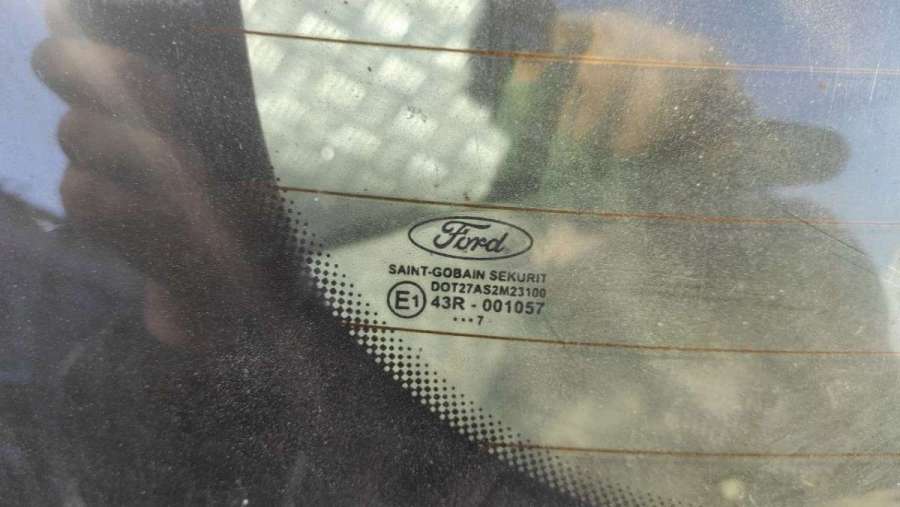 Ford
SAINT-GOBAIN SEKURIT
DOT27AS2M23100
E1 43R - 001057
•••7